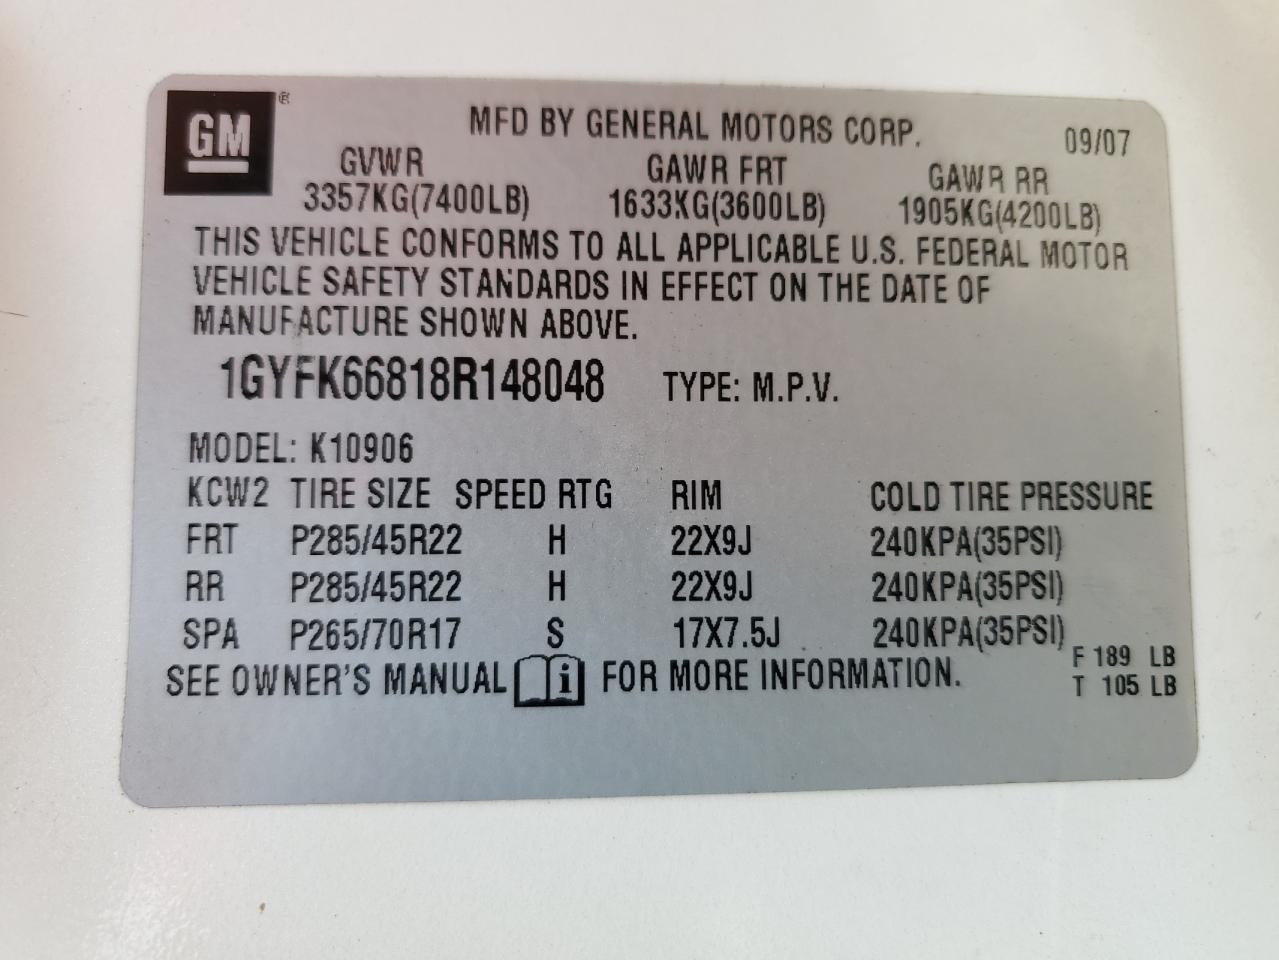 GM ®
MFD BY GENERAL MOTORS CORP. 09/07
GVWR GAWR FRT GAWR RR
3357KG(7400LB) 1633KG(3600LB) 1905KG(4200LB)
THIS VEHICLE CONFORMS TO ALL APPLICABLE U.S. FEDERAL MOTOR
VEHICLE SAFETY STANDARDS IN EFFECT ON THE DATE OF
MANUFACTURE SHOWN ABOVE.
1GYFK66818R148048 TYPE: M.P.V.
MODEL: K10906
KCW2 TIRE SIZE SPEED RTG RIM COLD TIRE PRESSURE
FRT P285/45R22 H 22X9J 240KPA(35PSI)
RR P285/45R22 H 22X9J 240KPA(35PSI)
SPA P265/70R17 S 17X7.5J 240KPA(35PSI)
SEE OWNER'S MANUAL i FOR MORE INFORMATION.
F 189 LB
T 105 LB